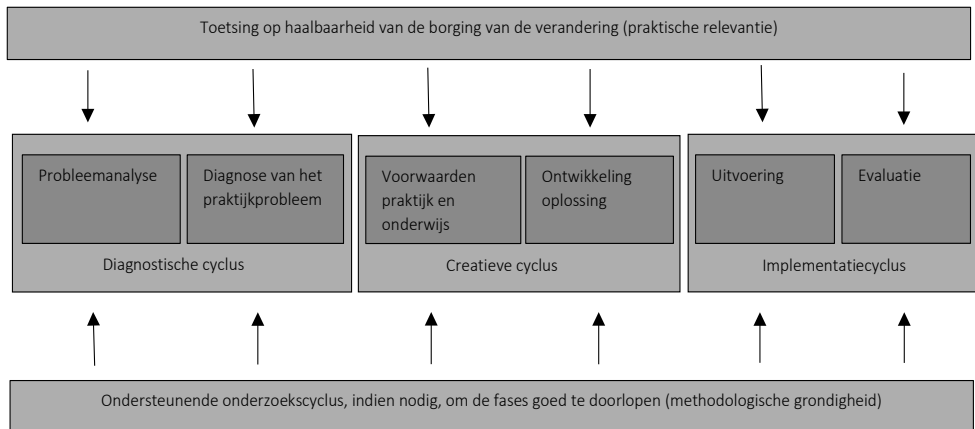 Toetsing op haalbaarheid van de borging van de verandering (praktische relevantie)
Probleemanalyse
Diagnose van het
praktijkprobleem
Diagnostische cyclus
Voorwaarden
praktijk en
onderwijs
Ontwikkeling
oplossing
Creatieve cyclus
Uitvoering
Evaluatie
Implementatiecyclus
Ondersteunende onderzoekscyclus, indien nodig, om de fases goed te doorlopen (methodologische grondigheid)